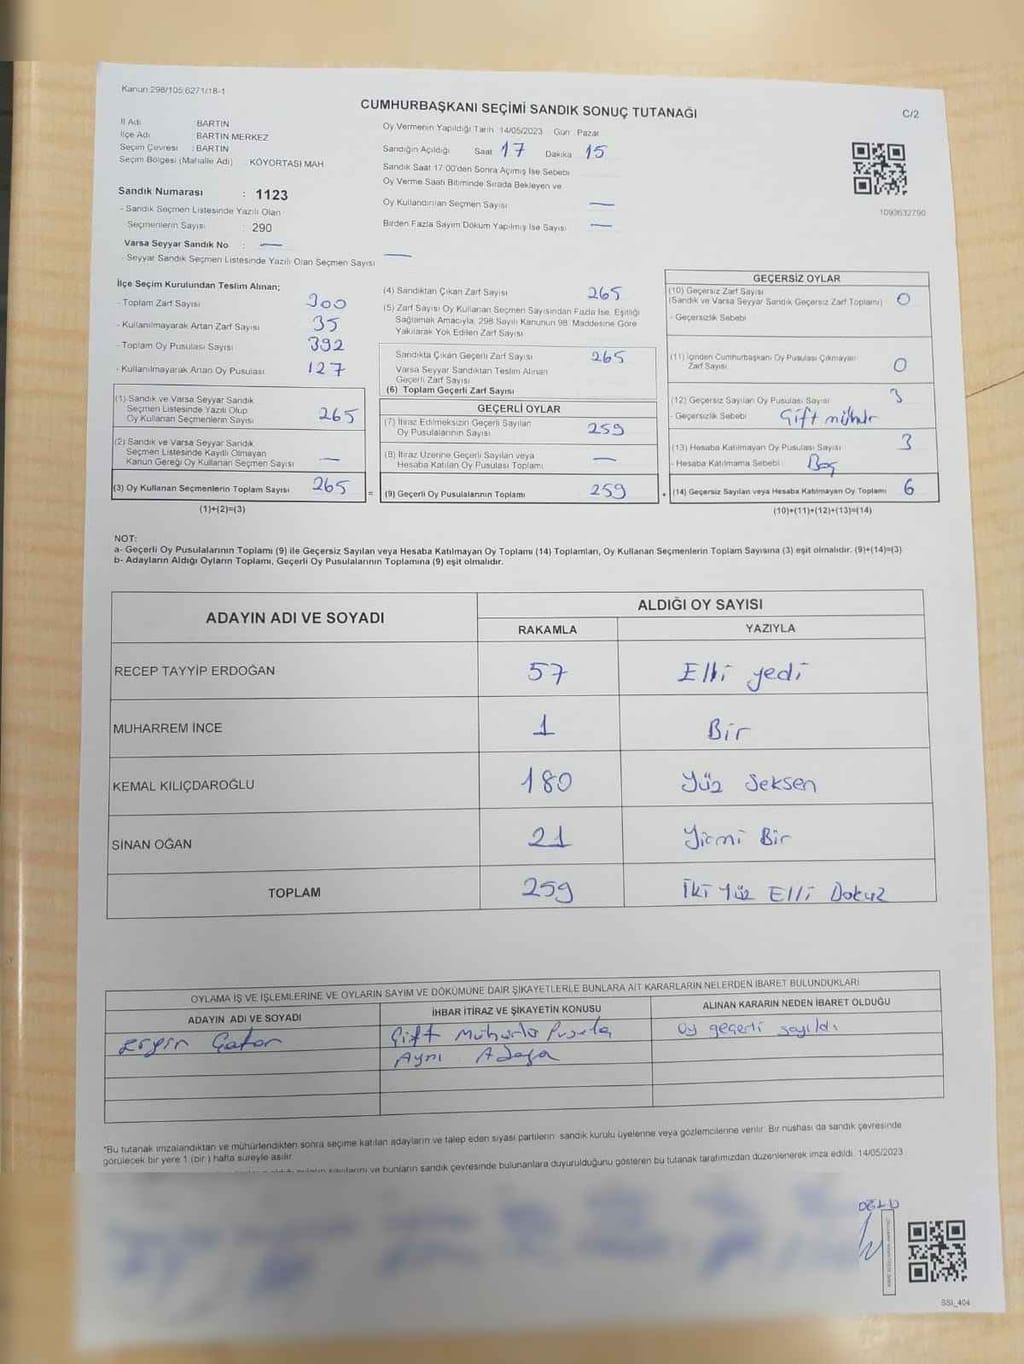 Kanun 298/105 6271/18-1
CUMHURBAŞKANI SEÇİMİ SANDIK SONUÇ TUTANAĞI
C/2
İl Adı BARTIN
İlçe Adı BARTIN MERKEZ
Seçim Çevresi : BARTIN
Seçim Bölgesi (Mahalle Adı) : KÖYORTASI MAH
Sandık Numarası : 1123
- Sandık Seçmen Listesinde Yazılı Olan
Seçmenlerin Sayısı : 290
Varsa Seyyar Sandık No : —
- Seyyar Sandık Seçmen Listesinde Yazılı Olan Seçmen Sayısı —
Oy Vermenin Yapıldığı Tarih 14/05/2023 Gün Pazar
Sandığın Açıldığı Saat 17 Dakika 15
Sandık Saat 17 00'den Sonra Açımış İse Sebebi
Oy Verme Saati Bitiminde Sırada Bekleyen ve
Oy Kullandırılan Seçmen Sayısı —
Birden Fazla Sayım Döküm Yapılmış İse Sayısı —
1093632790
İlçe Seçim Kurulundan Teslim Alınan;
- Toplam Zarf Sayısı 300
- Kullanılmayarak Artan Zarf Sayısı 35
- Toplam Oy Pusulası Sayısı 392
- Kullanılmayarak Artan Oy Pusulası 127
(1) Sandık ve Varsa Seyyar Sandık
Seçmen Listesinde Yazılı Olup
Oy Kullanan Seçmenlerin Sayısı 265
(2) Sandık ve Varsa Seyyar Sandık
Seçmen Listesinde Kayıtlı Olmayan
Kanun Gereği Oy Kullanan Seçmen Sayısı —
(3) Oy Kullanan Seçmenlerin Toplam Sayısı 265 =
(1)+(2)=(3)
(4) Sandıktan Çıkan Zarf Sayısı 265
(5) Zarf Sayısı Oy Kullanan Seçmen Sayısından Fazla İse, Eşitliği
Sağlamak Amacıyla, 298 Sayılı Kanunun 98. Maddesine Göre
Yakılarak Yok Edilen Zarf Sayısı
Sandıkta Çıkan Geçerli Zarf Sayısı 265
Varsa Seyyar Sandıktan Teslim Alınan
Geçerli Zarf Sayısı
(6) Toplam Geçerli Zarf Sayısı
GEÇERLİ OYLAR
(7) İtiraz Edilmeksizin Geçerli Sayılan
Oy Pusulalarının Sayısı 259
(8) İtiraz Üzerine Geçerli Sayılan veya
Hesaba Katılan Oy Pusulası Toplamı —
(9) Geçerli Oy Pusulalarının Toplamı 259 +
GEÇERSİZ OYLAR
(10) Geçersiz Zarf Sayısı
(Sandık ve Varsa Seyyar Sandık Geçersiz Zarf Toplamı) 0
- Geçersizlik Sebebi
(11) İçinden Cumhurbaşkanı Oy Pusulası Çıkmayan
Zarf Sayısı 0
(12) Geçersiz Sayılan Oy Pusulası Sayısı 3
- Geçersizlik Sebebi Çift mühür
(13) Hesaba Katılmayan Oy Pusulası Sayısı 3
- Hesaba Katılmama Sebebi Boş
(14) Geçersiz Sayılan veya Hesaba Katılmayan Oy Toplamı 6
(10)+(11)+(12)+(13)=(14)
NOT:
a- Geçerli Oy Pusulalarının Toplamı (9) ile Geçersiz Sayılan veya Hesaba Katılmayan Oy Toplamı (14) Toplamları, Oy Kullanan Seçmenlerin Toplam Sayısına (3) eşit olmalıdır. (9)+(14)=(3)
b- Adayların Aldığı Oyların Toplamı, Geçerli Oy Pusulalarının Toplamına (9) eşit olmalıdır.
ADAYIN ADI VE SOYADI
ALDIĞI OY SAYISI
RAKAMLA YAZIYLA
RECEP TAYYİP ERDOĞAN 57 Elli yedi
MUHARREM İNCE 1 Bir
KEMAL KILIÇDAROĞLU 180 Yüz Seksen
SİNAN OĞAN 21 Yirmi Bir
TOPLAM 259 İki Yüz Elli Dokuz
OYLAMA İŞ VE İŞLEMLERİNE VE OYLARIN SAYIM VE DÖKÜMÜNE DAİR ŞİKAYETLERLE BUNLARA AİT KARARLARIN NELERDEN İBARET BULUNDUKLARI
ADAYIN ADI VE SOYADI İHBAR İTİRAZ VE ŞİKAYETİN KONUSU ALINAN KARARIN NEDEN İBARET OLDUĞU
Ergin Çift Mühürlü Pusula Oy geçerli sayıldı
Aynı Adaya
*Bu tutanak imzalandıktan ve mühürlendikten sonra seçime katılan adayların ve talep eden siyasi partilerin sandık kurulu üyelerine veya gözlemcilerine verilir. Bir nüshası da sandık çevresinde
görülecek bir yere 1 (bir ) hafta süreyle asılır.
ve bunların sandık çevresinde bulunanlara duyurulduğunu gösteren bu tutanak tarafımızdan düzenlenerek imza edildi. 14/05/2023
SSI_404